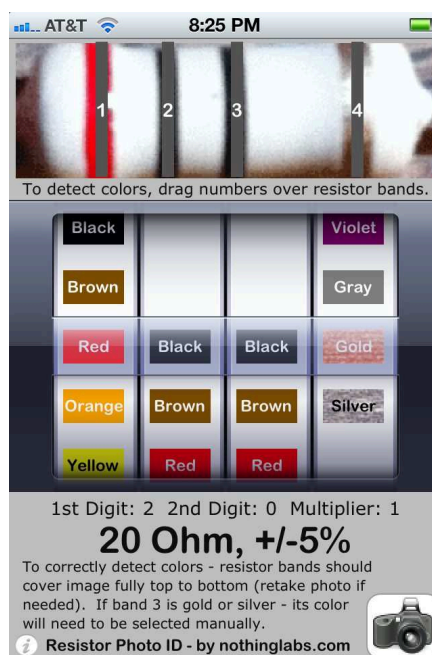 AT&T 8:25 PM
1 2 3 4
To detect colors, drag numbers over resistor bands.
Black Violet
Brown Gray
Red Black Black Gold
Orange Brown Brown Silver
Yellow Red Red
1st Digit: 2 2nd Digit: 0 Multiplier: 1
20 Ohm, +/-5%
To correctly detect colors - resistor bands should
cover image fully top to bottom (retake photo if
needed). If band 3 is gold or silver - its color
will need to be selected manually.
i Resistor Photo ID - by nothinglabs.com